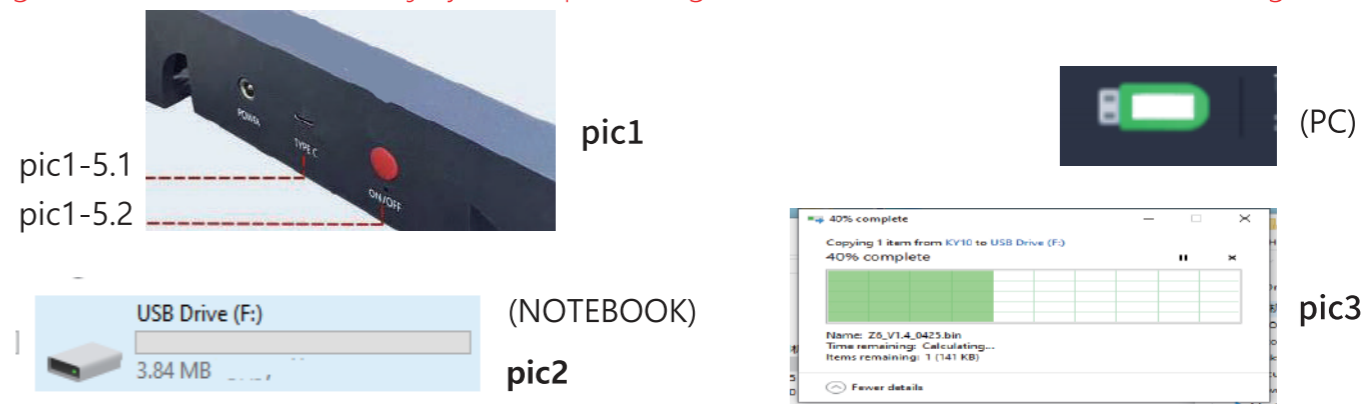 pic1
(PC)
POWER
TYPE C
ON/OFF
pic1-5.1
pic1-5.2
USB Drive (F:)
3.84 MB
(NOTEBOOK)
pic2
40% complete
Copying 1 item from KY10 to USB Drive (F:)
40% complete
Name: Z6_V1.4_0425.bin
Time remaining: Calculating...
Items remaining: 1 (141 KB)
Fewer details
pic3